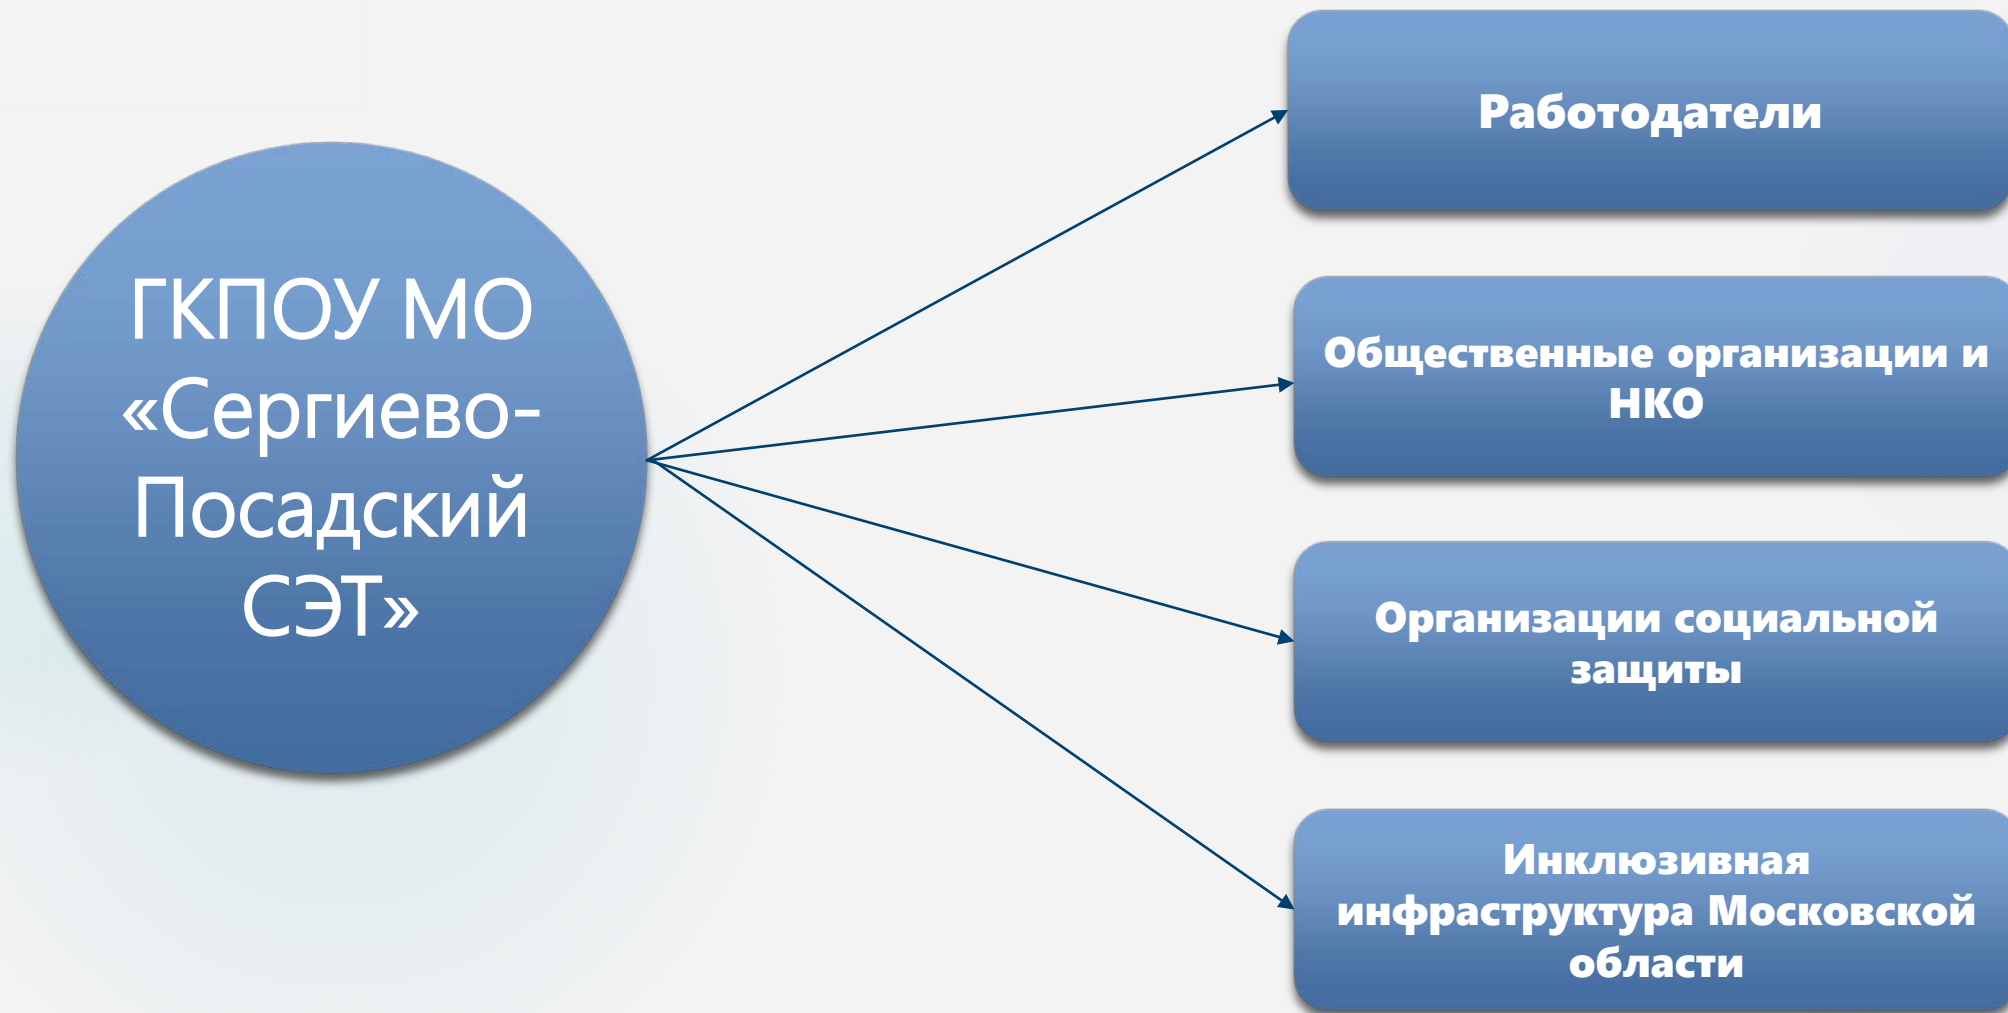 ГКПОУ МО
«Сергиево-
Посадский
СЭТ»
Работодатели
Общественные организации и
НКО
Организации социальной
защиты
Инклюзивная
инфраструктура Московской
области